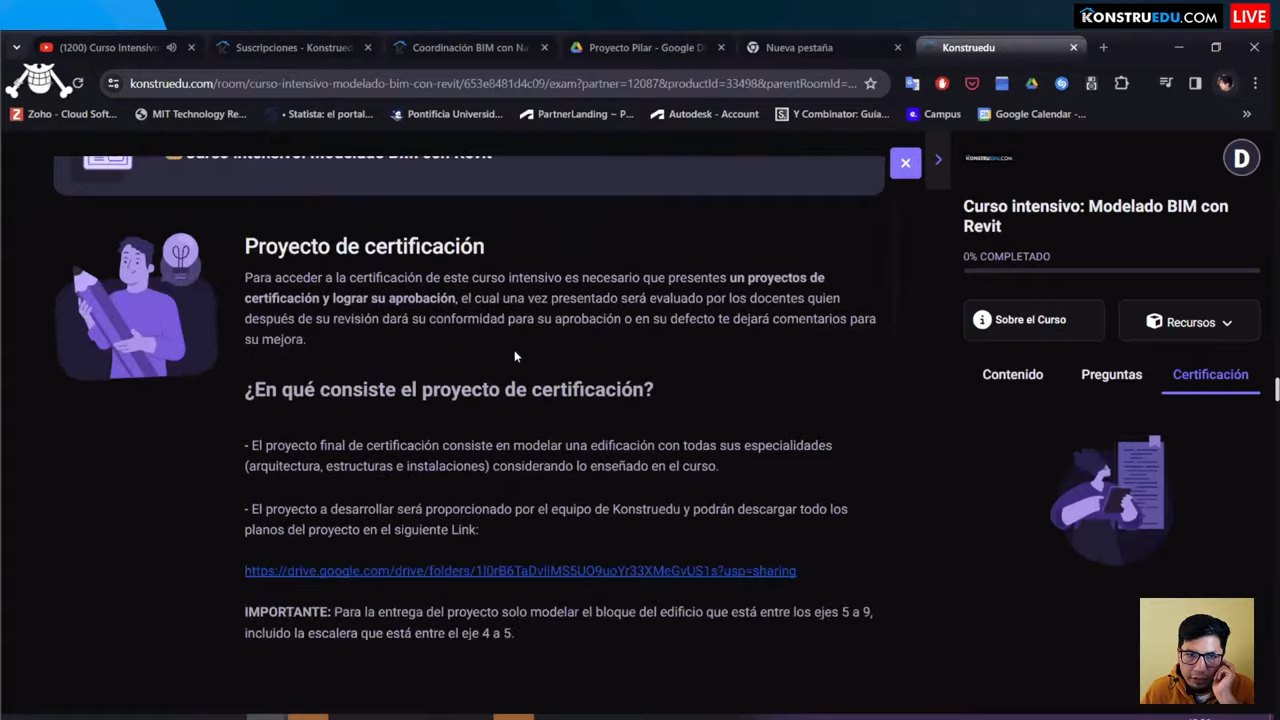 KONSTRUEDU.COM LIVE
(1200) Curso Intensivo
Suscripciones - Konstrued
Coordinación BIM con Na
Proyecto Pilar - Google D
Nueva pestaña
Konstruedu
konstruedu.com/room/curso-intensivo-modelado-bim-con-revit/653e8481d4c09/exam?partner=12087&productId=33498&parentRoomId=...
Zoho - Cloud Soft...
MIT Technology Re...
• Statista: el portal...
Pontificia Universid...
PartnerLanding ~ P...
Autodesk - Account
Y Combinator: Guía...
Campus
Google Calendar -...
Curso intensivo: Modelado BIM con Revit
Proyecto de certificación
Para acceder a la certificación de este curso intensivo es necesario que presentes un proyectos de
certificación y lograr su aprobación, el cual una vez presentado será evaluado por los docentes quien
después de su revisión dará su conformidad para su aprobación o en su defecto te dejará comentarios para
su mejora.
¿En qué consiste el proyecto de certificación?
- El proyecto final de certificación consiste en modelar una edificación con todas sus especialidades
(arquitectura, estructuras e instalaciones) considerando lo enseñado en el curso.
- El proyecto a desarrollar será proporcionado por el equipo de Konstruedu y podrán descargar todo los
planos del proyecto en el siguiente Link:
IMPORTANTE: Para la entrega del proyecto solo modelar el bloque del edificio que está entre los ejes 5 a 9,
incluido la escalera que está entre el eje 4 a 5.
KONSTRUEDU.COM
D
Curso intensivo: Modelado BIM con
Revit
0% COMPLETADO
Sobre el Curso
Recursos
Contenido
Preguntas
Certificación